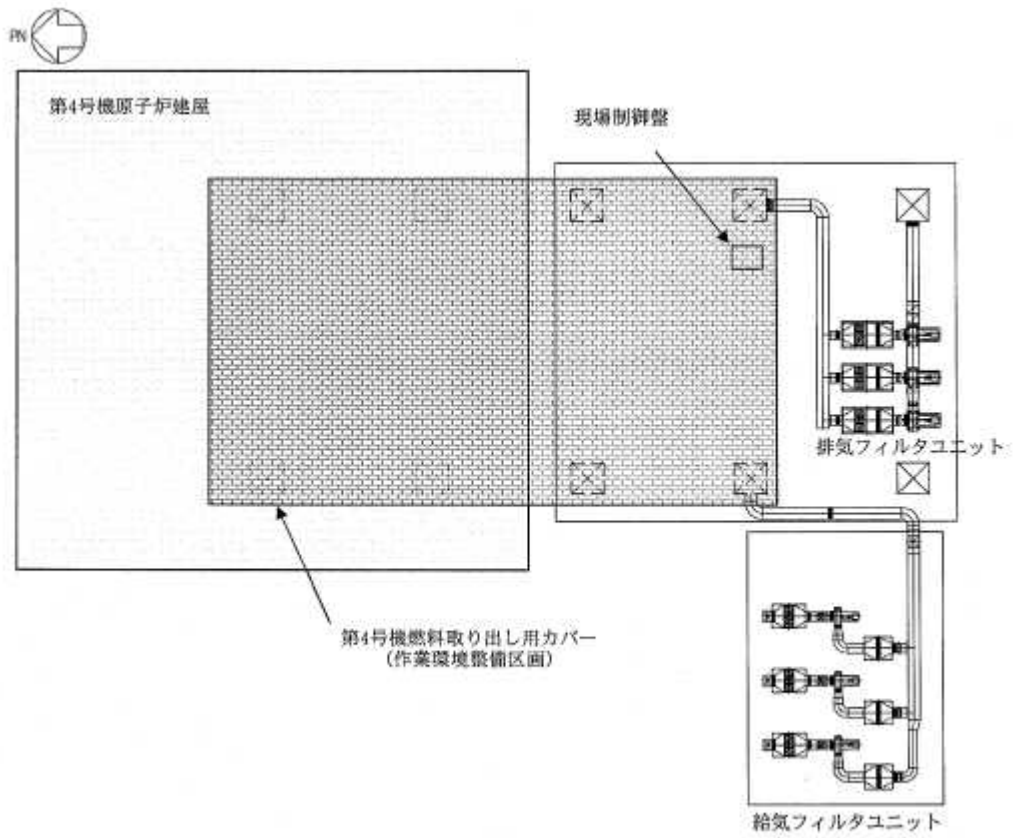 PN
第4号機原子炉建屋
現場制御盤
排気フィルタユニット
第4号機燃料取り出し用カバー
(作業環境整備区画)
給気フィルタユニット